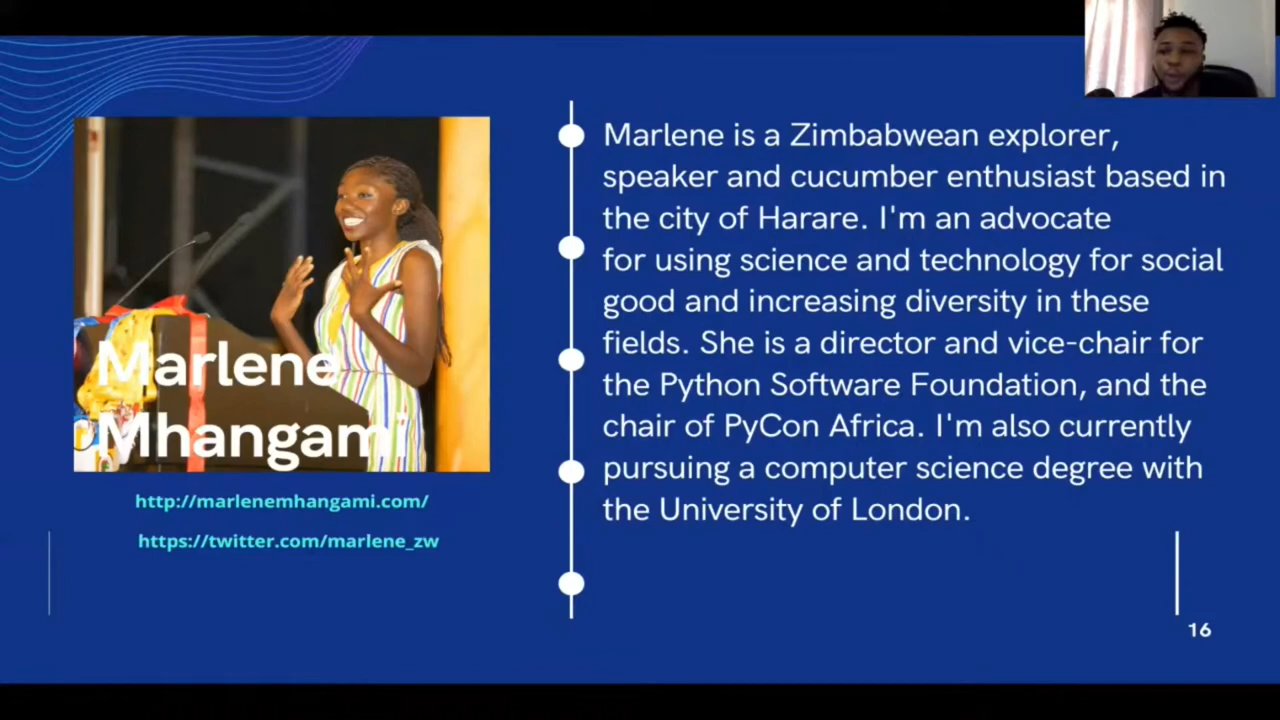 Marlene
Mhangami
http://marlenemhangami.com/
https://twitter.com/marlene_zw
Marlene is a Zimbabwean explorer,
speaker and cucumber enthusiast based in
the city of Harare. I'm an advocate
for using science and technology for social
good and increasing diversity in these
fields. She is a director and vice-chair for
the Python Software Foundation, and the
chair of PyCon Africa. I'm also currently
pursuing a computer science degree with
the University of London.
16